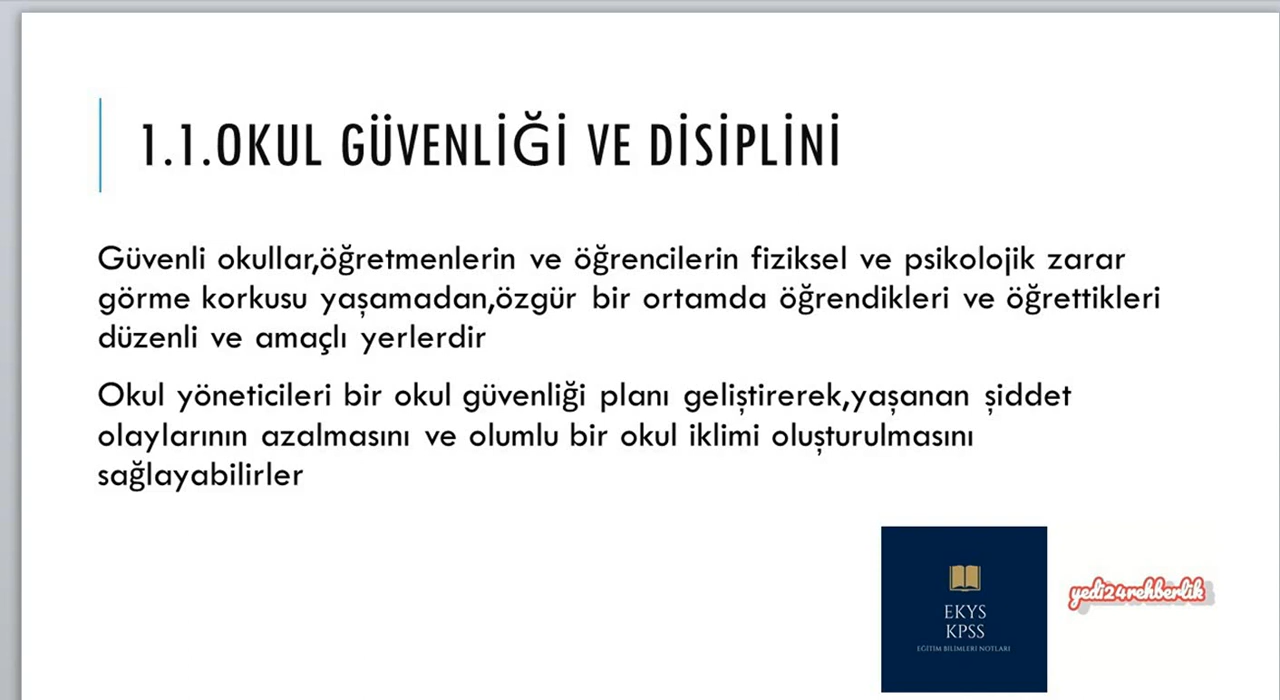 1.1.OKUL GÜVENLİĞİ VE DİSİPLİNİ
Güvenli okullar,öğretmenlerin ve öğrencilerin fiziksel ve psikolojik zarar
görme korkusu yaşamadan,özgür bir ortamda öğrendikleri ve öğrettikleri
düzenli ve amaçlı yerlerdir
Okul yöneticileri bir okul güvenliği planı geliştirerek,yaşanan şiddet
olaylarının azalmasını ve olumlu bir okul iklimi oluşturulmasını
sağlayabilirler
EKYS
KPSS
EĞİTİM BİLİMLERİ NOTLARI
yedi24rehberlik